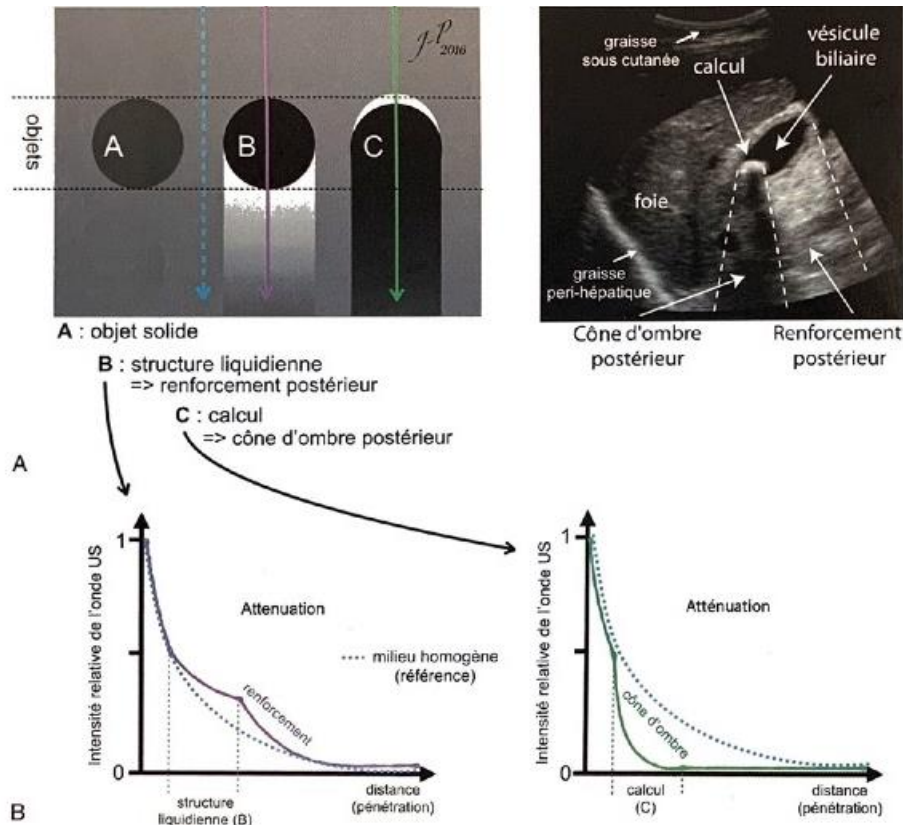 J-P
2016
objets
A
B
C
graisse
sous cutanée
calcul
vésicule
biliaire
foie
graisse
peri-hépatique
Cône d'ombre
postérieur
Renforcement
postérieur
A : objet solide
B : structure liquidienne
=> renforcement postérieur
C : calcul
=> cône d'ombre postérieur
A
Intensité relative de l'onde US
1
0
Attenuation
renforcement
milieu homogène
(référence)
structure
liquidienne (B)
distance
(pénétration)
Intensité relative de l'onde US
1
0
Atténuation
cône d'ombre
calcul
(C)
distance
(pénétration)
B